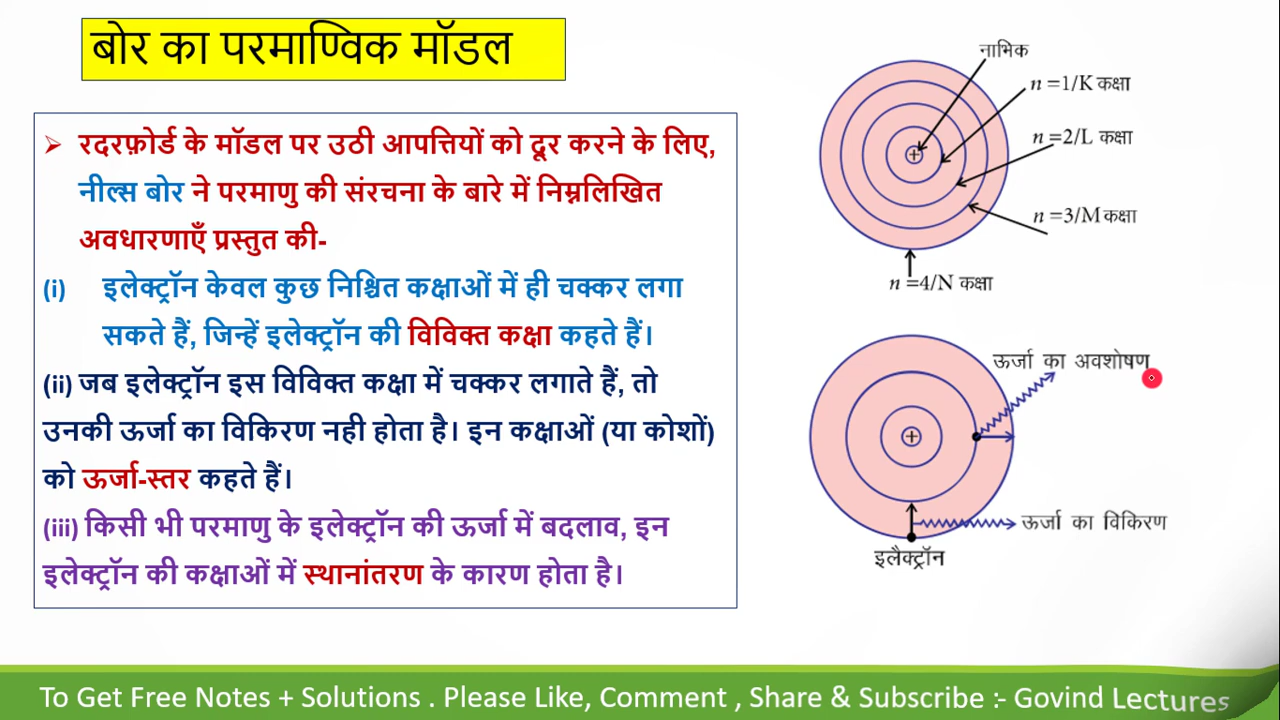 बोर का परमाण्विक मॉडल
➢ रदरफ़ोर्ड के मॉडल पर उठी आपत्तियों को दूर करने के लिए,
नील्स बोर ने परमाणु की संरचना के बारे में निम्नलिखित
अवधारणाएँ प्रस्तुत की-
(i) इलेक्ट्रॉन केवल कुछ निश्चित कक्षाओं में ही चक्कर लगा
सकते हैं, जिन्हें इलेक्ट्रॉन की विविक्त कक्षा कहते हैं।
(ii) जब इलेक्ट्रॉन इस विविक्त कक्षा में चक्कर लगाते हैं, तो
उनकी ऊर्जा का विकिरण नही होता है। इन कक्षाओं (या कोशों)
को ऊर्जा-स्तर कहते हैं।
(iii) किसी भी परमाणु के इलेक्ट्रॉन की ऊर्जा में बदलाव, इन
इलेक्ट्रॉन की कक्षाओं में स्थानांतरण के कारण होता है।
नाभिक
n =1/K कक्षा
n =2/L कक्षा
+
n =3/M कक्षा
n =4/N कक्षा
ऊर्जा का अवशोषण
+
ऊर्जा का विकिरण
इलैक्ट्रॉन
To Get Free Notes + Solutions . Please Like, Comment , Share & Subscribe :- Govind Lectures